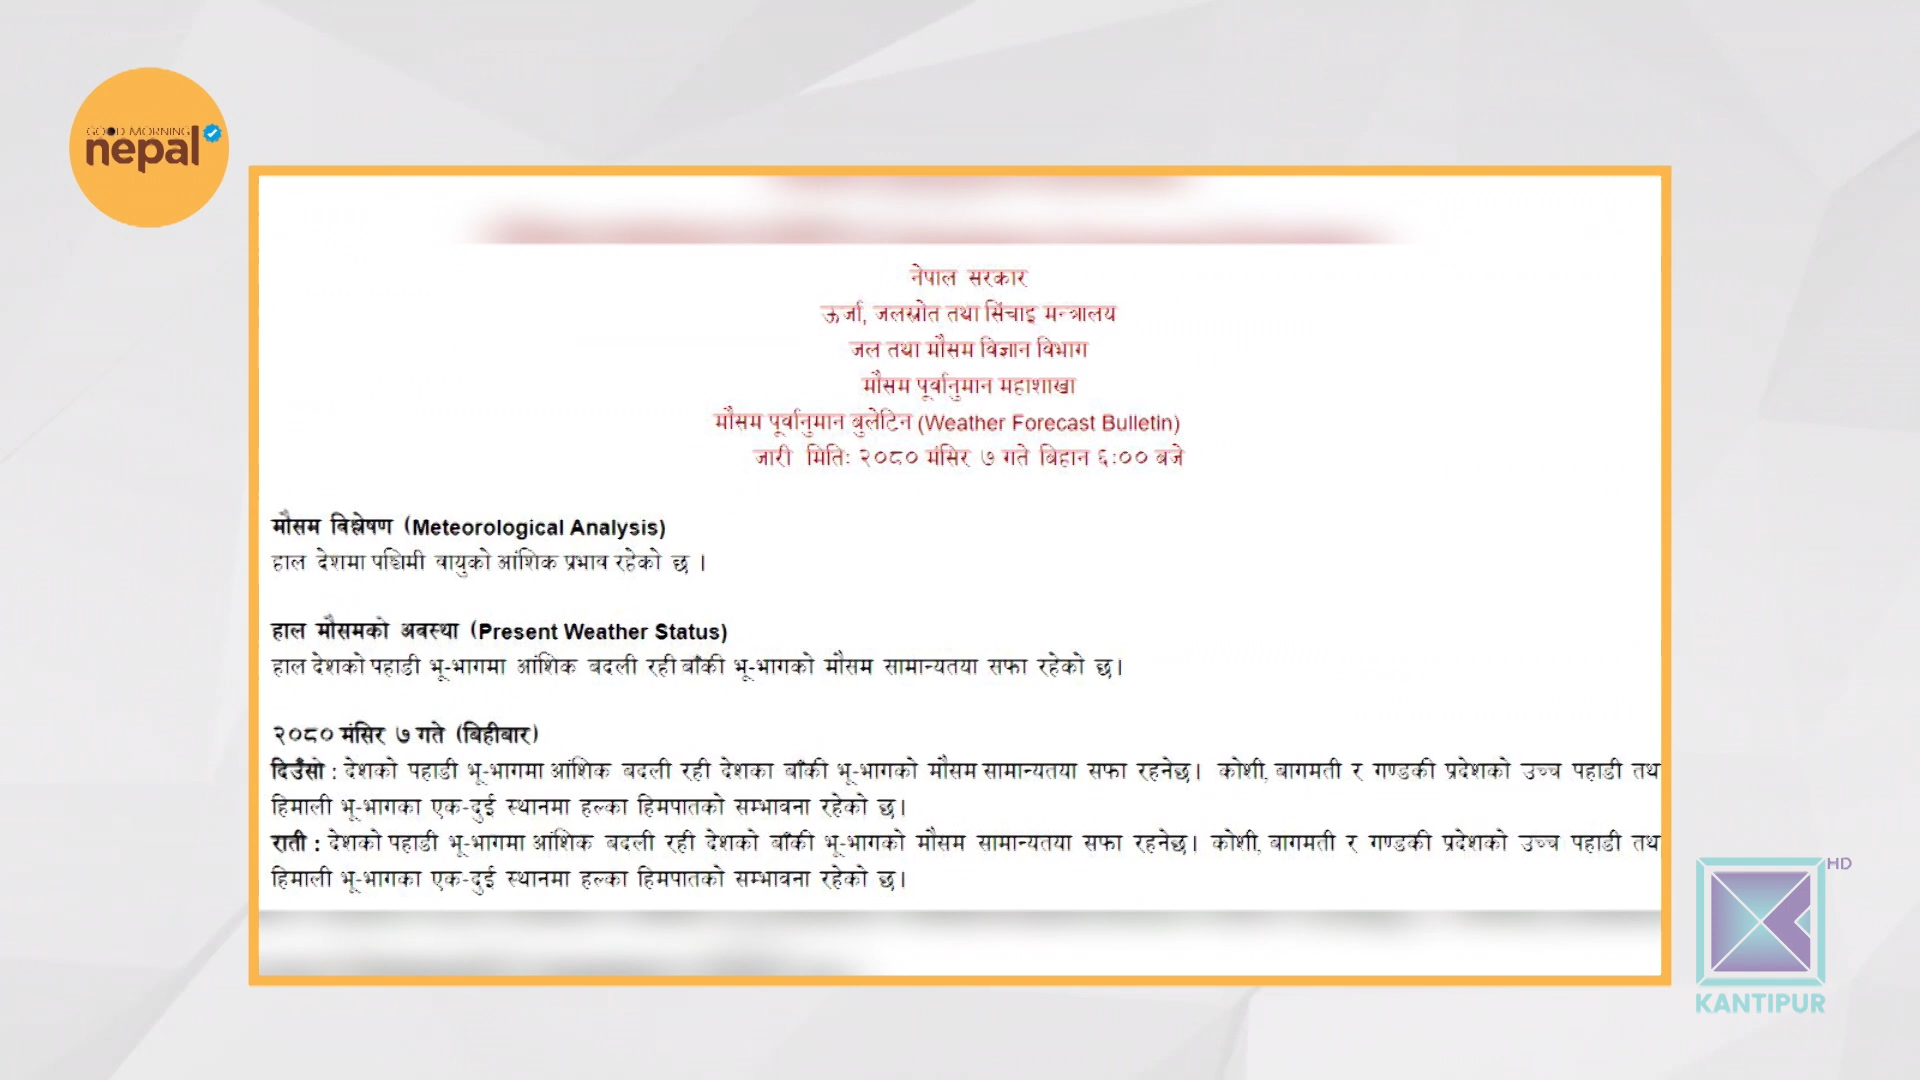 GOOD MORNING
nepal
नेपाल सरकार
ऊर्जा, जलस्रोत तथा सिंचाइ मन्त्रालय
जल तथा मौसम विज्ञान विभाग
मौसम पूर्वानुमान महाशाखा
मौसम पूर्वानुमान बुलेटिन (Weather Forecast Bulletin)
जारी मितिः २०८० मंसिर ७ गते बिहान ६:०० बजे
मौसम विश्लेषण (Meteorological Analysis)
हाल देशमा पश्चिमी वायुको आंशिक प्रभाव रहेको छ ।
हाल मौसमको अवस्था (Present Weather Status)
हाल देशको पहाडी भू-भागमा आंशिक बदली रही बाँकी भू-भागको मौसम सामान्यतया सफा रहेको छ।
२०८० मंसिर ७ गते (बिहीबार)
दिउँसो : देशको पहाडी भू-भागमा आंशिक बदली रही देशका बाँकी भू-भागको मौसम सामान्यतया सफा रहनेछ। कोशी, बागमती र गण्डकी प्रदेशको उच्च पहाडी तथ
हिमाली भू-भागका एक-दुई स्थानमा हल्का हिमपातको सम्भावना रहेको छ।
राती : देशको पहाडी भू-भागमा आंशिक बदली रही देशको बाँकी भू-भागको मौसम सामान्यतया सफा रहनेछ। कोशी, बागमती र गण्डकी प्रदेशको उच्च पहाडी तथ
हिमाली भू-भागका एक-दुई स्थानमा हल्का हिमपातको सम्भावना रहेको छ।
HD
KANTIPUR